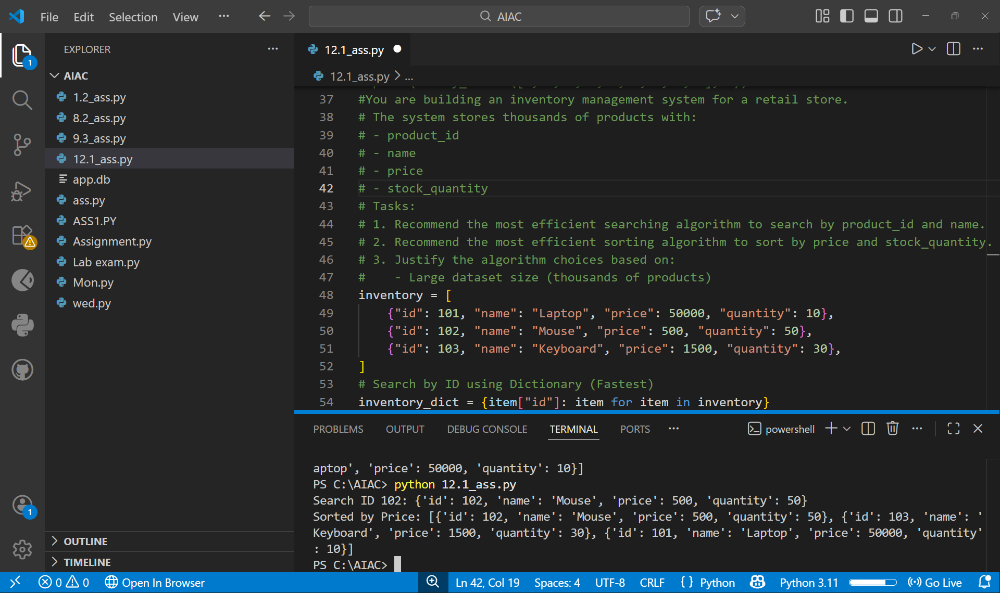 File Edit Selection View ··· AIAC
EXPLORER ···
AIAC
1.2_ass.py
8.2_ass.py
9.3_ass.py
12.1_ass.py
app.db
ass.py
ASS1.PY
Assignment.py
Lab exam.py
Mon.py
wed.py
OUTLINE
TIMELINE
1
1
12.1_ass.py
12.1_ass.py > ...
37 #You are building an inventory management system for a retail store.
38 # The system stores thousands of products with:
39 # - product_id
40 # - name
41 # - price
42 # - stock_quantity
43 # Tasks:
44 # 1. Recommend the most efficient searching algorithm to search by product_id and name.
45 # 2. Recommend the most efficient sorting algorithm to sort by price and stock_quantity.
46 # 3. Justify the algorithm choices based on:
47 #    - Large dataset size (thousands of products)
48 inventory = [
49     {"id": 101, "name": "Laptop", "price": 50000, "quantity": 10},
50     {"id": 102, "name": "Mouse", "price": 500, "quantity": 50},
51     {"id": 103, "name": "Keyboard", "price": 1500, "quantity": 30},
52 ]
53 # Search by ID using Dictionary (Fastest)
54 inventory_dict = {item["id"]: item for item in inventory}
PROBLEMS OUTPUT DEBUG CONSOLE TERMINAL PORTS ··· powershell
aptop', 'price': 50000, 'quantity': 10}]
PS C:\AIAC> python 12.1_ass.py
Search ID 102: {'id': 102, 'name': 'Mouse', 'price': 500, 'quantity': 50}
Sorted by Price: [{'id': 102, 'name': 'Mouse', 'price': 500, 'quantity': 50}, {'id': 103, 'name': '
Keyboard', 'price': 1500, 'quantity': 30}, {'id': 101, 'name': 'Laptop', 'price': 50000, 'quantity'
: 10}]
PS C:\AIAC>
0 0 Open In Browser Ln 42, Col 19 Spaces: 4 UTF-8 CRLF {} Python Python 3.11 Go Live